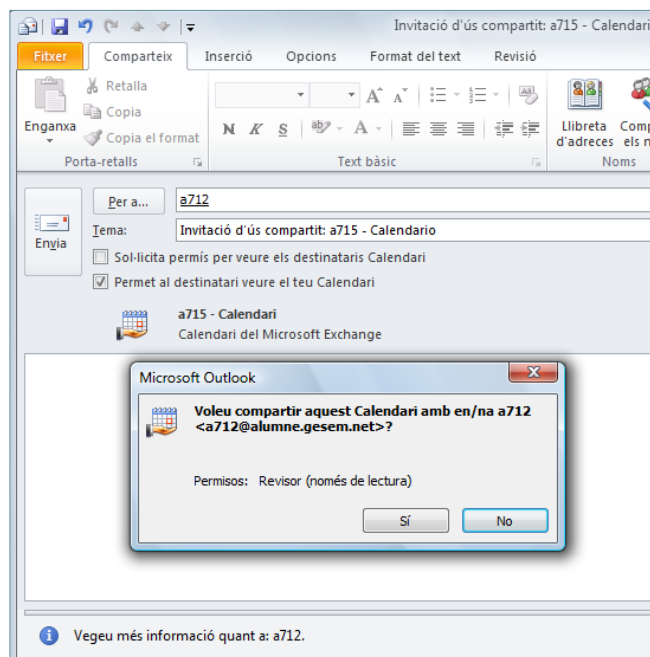 Invitació d'ús compartit: a715 - Calendari
Fitxer Comparteix Inserció Opcions Format del text Revisió
Enganxa
Retalla
Copia
Copia el format
Porta-retalls
N K S
Text bàsic
Llibreta d'adreces
Noms
Per a... a712
Tema: Invitació d'ús compartit: a715 - Calendario
Envia
Sol·licita permís per veure els destinataris Calendari
Permet al destinatari veure el teu Calendari
a715 - Calendari
Calendari del Microsoft Exchange
Microsoft Outlook
Voleu compartir aquest Calendari amb en/na a712
<a712@alumne.gesem.net>?
Permisos: Revisor (només de lectura)
Sí No
Vegeu més informació quant a: a712.